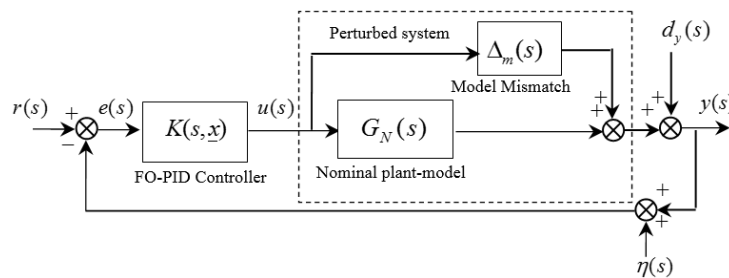 Perturbed system
Δm(s)
Model Mismatch
dy(s)
r(s)
+
−
e(s)
K(s,x)
FO-PID Controller
u(s)
GN(s)
Nominal plant-model
+
+
+
+
y(s)
+
+
η(s)